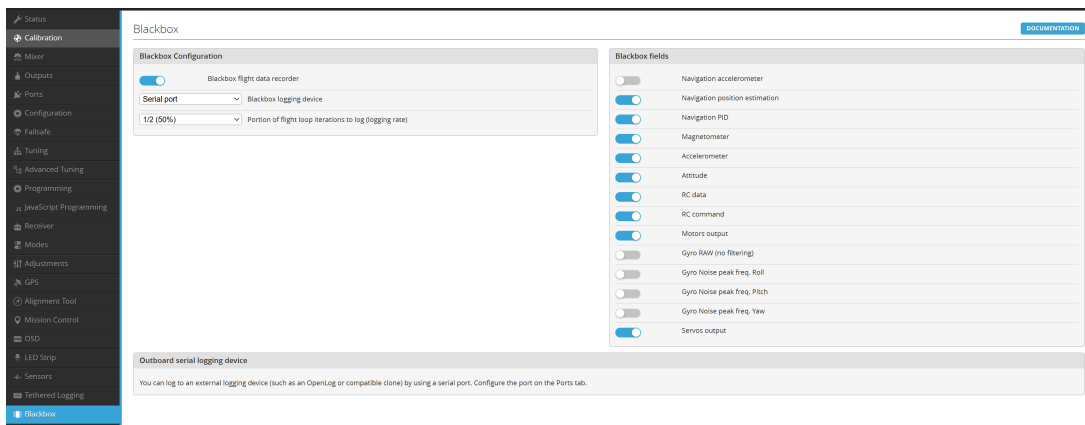 Status
Calibration
Mixer
Outputs
Ports
Configuration
Failsafe
Tuning
Advanced Tuning
Programming
JavaScript Programming
Receiver
Modes
Adjustments
GPS
Alignment Tool
Mission Control
OSD
LED Strip
Sensors
Tethered Logging
Blackbox
Blackbox
DOCUMENTATION
Blackbox Configuration
Blackbox flight data recorder
Serial port Blackbox logging device
1/2 (50%) Portion of flight loop iterations to log (logging rate)
Blackbox fields
Navigation accelerometer
Navigation position estimation
Navigation PID
Magnetometer
Accelerometer
Attitude
RC data
RC command
Motors output
Gyro RAW (no filtering)
Gyro Noise peak freq. Roll
Gyro Noise peak freq. Pitch
Gyro Noise peak freq. Yaw
Servos output
Outboard serial logging device
You can log to an external logging device (such as an OpenLog or compatible clone) by using a serial port. Configure the port on the Ports tab.